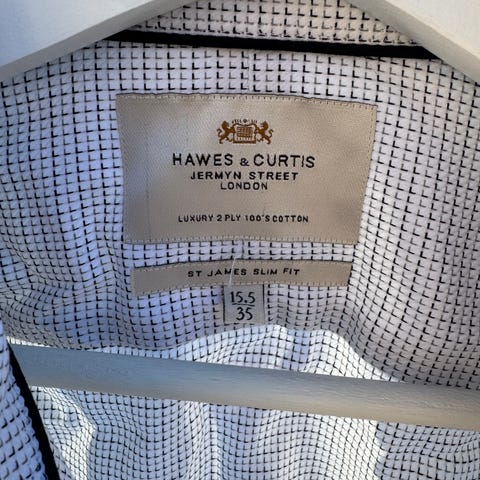 HAWES & CURTIS
JERMYN STREET
LONDON
LUXURY 2 PLY 100'S COTTON
ST JAMES SLIM FIT
15.5
35